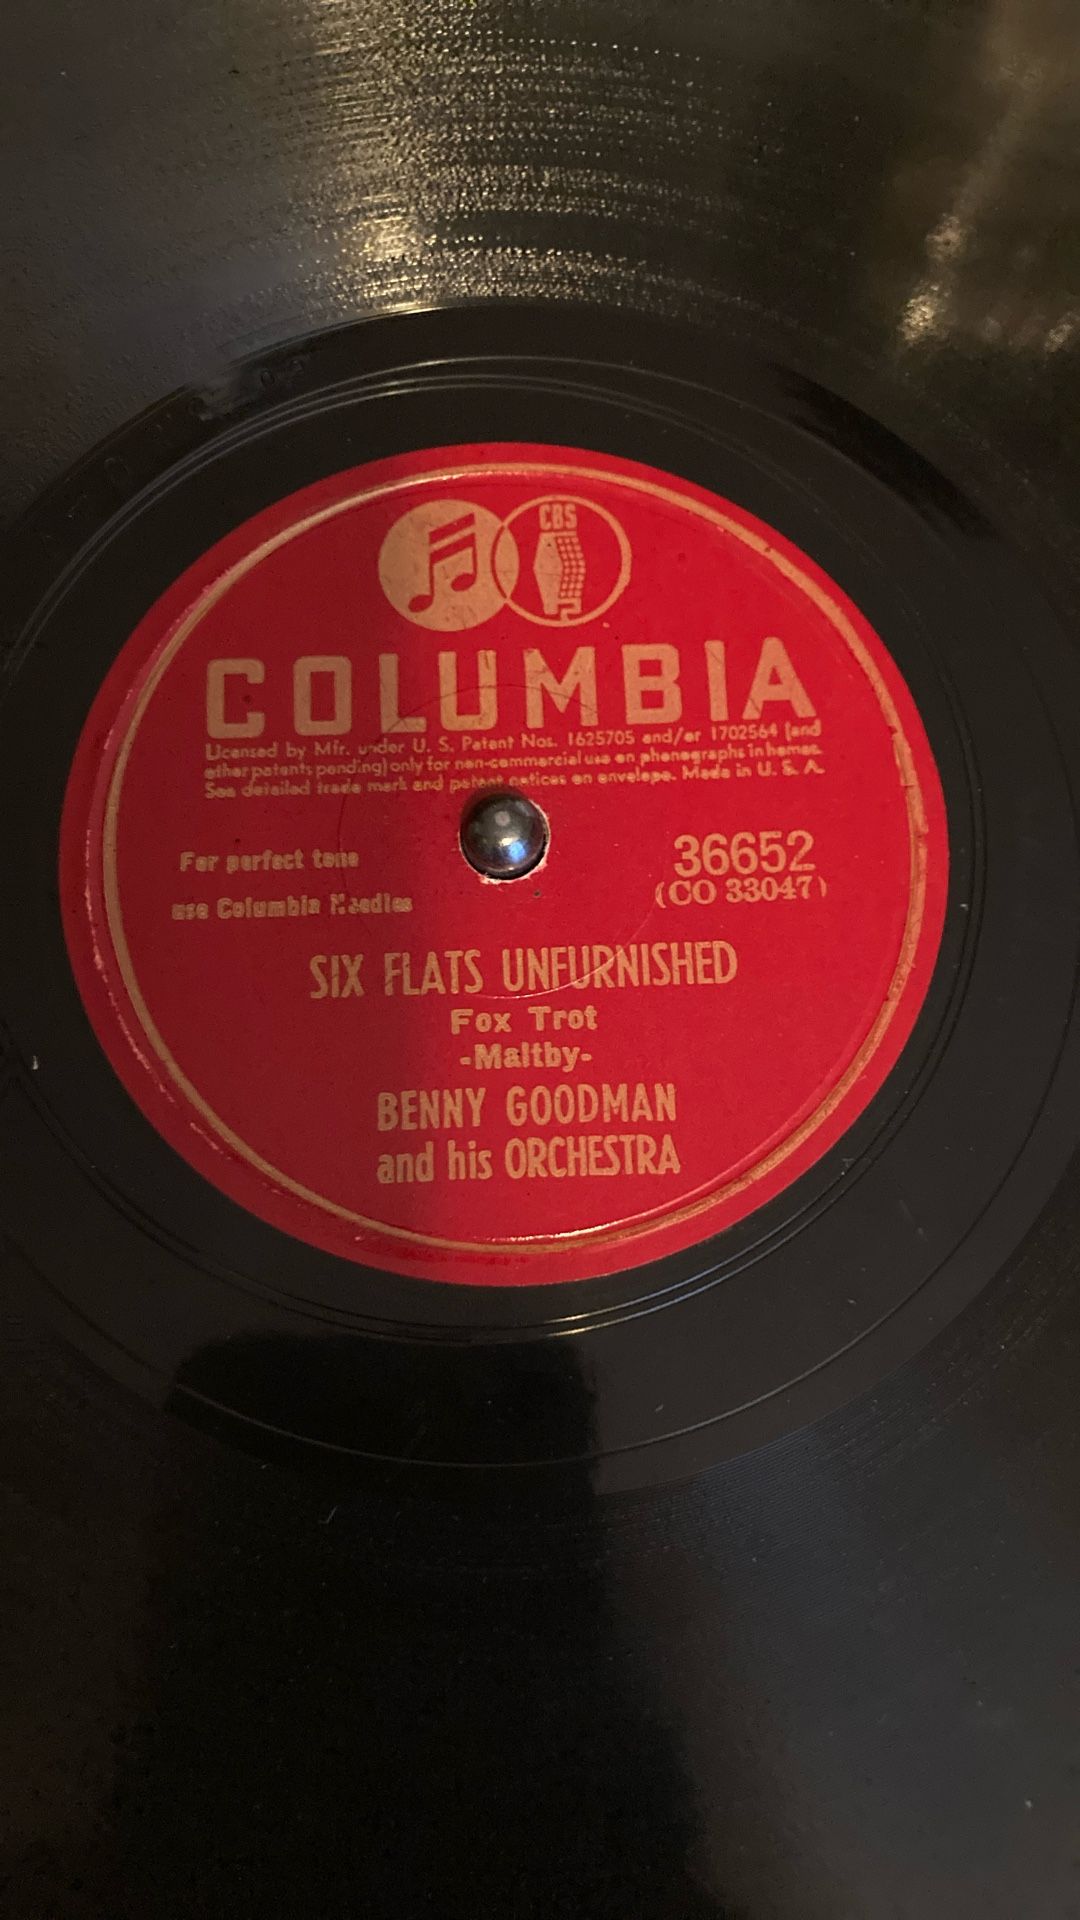 CBS
COLUMBIA
Licensed by Mfr. under U. S. Patent Nos. 1625705 and/or 1702564 (and
other patents pending) only for non-commercial use on phonographs in homes.
See detailed trade mark and patent notices on envelope. Made in U. S. A.
For perfect tone
use Columbia Needles
36652
(CO 33047)
SIX FLATS UNFURNISHED
Fox Trot
-Maltby-
BENNY GOODMAN
and his ORCHESTRA